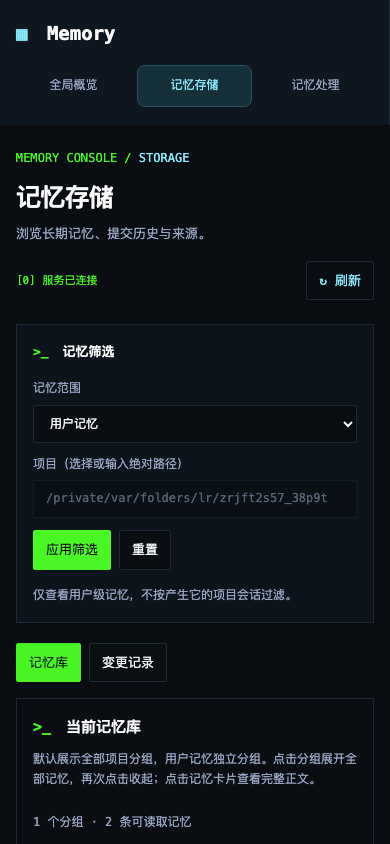 Memory
全局概览 记忆存储 记忆处理
MEMORY CONSOLE / STORAGE
记忆存储
浏览长期记忆、提交历史与来源。
[0] 服务已连接
↻ 刷新
>_ 记忆筛选
记忆范围
用户记忆
项目（选择或输入绝对路径）
/private/var/folders/lr/zrjft2s57_38p9t
应用筛选 重置
仅查看用户级记忆，不按产生它的项目会话过滤。
记忆库 变更记录
>_ 当前记忆库
默认展示全部项目分组，用户记忆独立分组。点击分组展开全
部记忆，再次点击收起；点击记忆卡片查看完整正文。
1 个分组 · 2 条可读取记忆